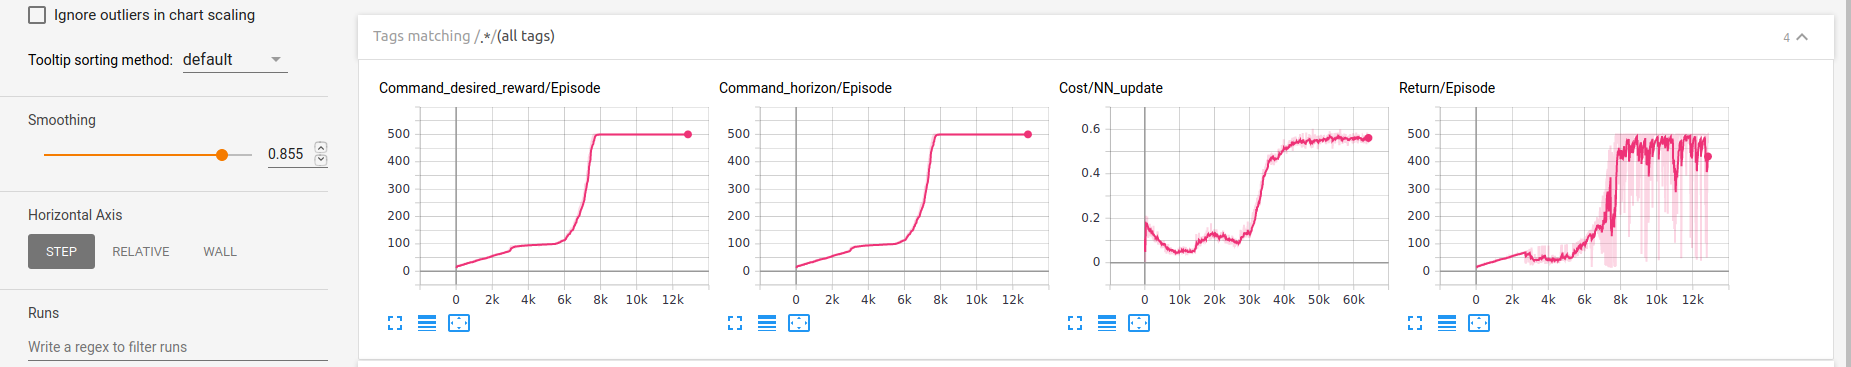 Ignore outliers in chart scaling
Tooltip sorting method: default
Smoothing
0.855
Horizontal Axis
STEP RELATIVE WALL
Runs
Write a regex to filter runs
Tags matching /.*/(all tags)
4
Command_desired_reward/Episode
500
400
300
200
100
0
0 2k 4k 6k 8k 10k 12k
Command_horizon/Episode
500
400
300
200
100
0
0 2k 4k 6k 8k 10k 12k
Cost/NN_update
0.6
0.4
0.2
0
0 10k 20k 30k 40k 50k 60k
Return/Episode
500
400
300
200
100
0
0 2k 4k 6k 8k 10k 12k